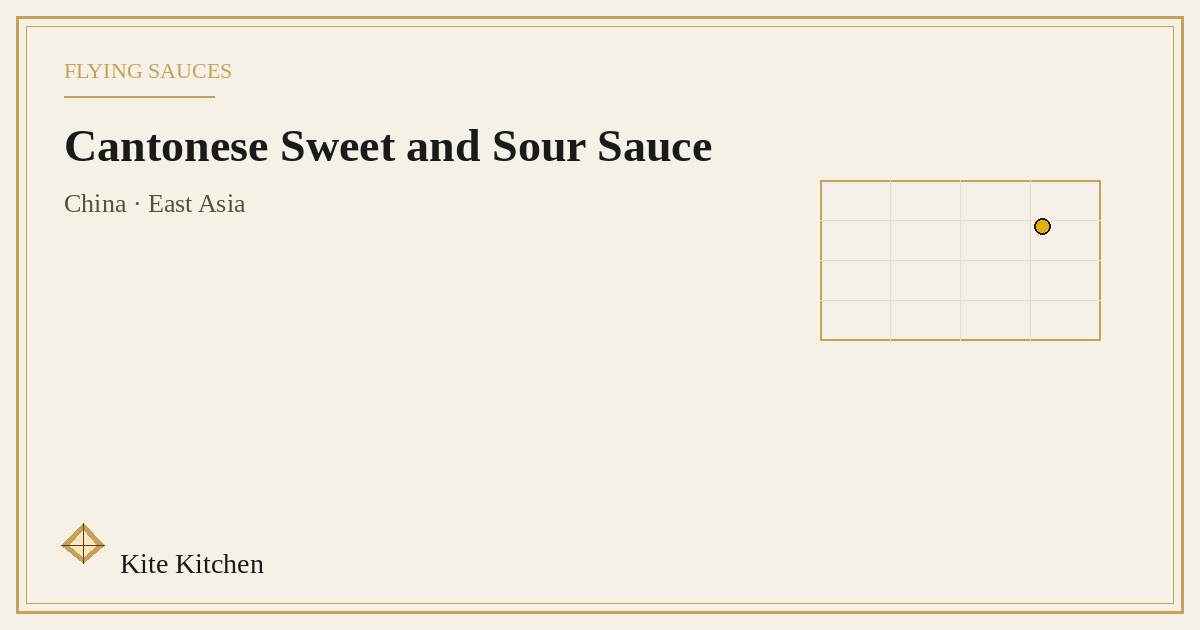 FLYING SAUCES
Cantonese Sweet and Sour Sauce
China · East Asia
Kite Kitchen